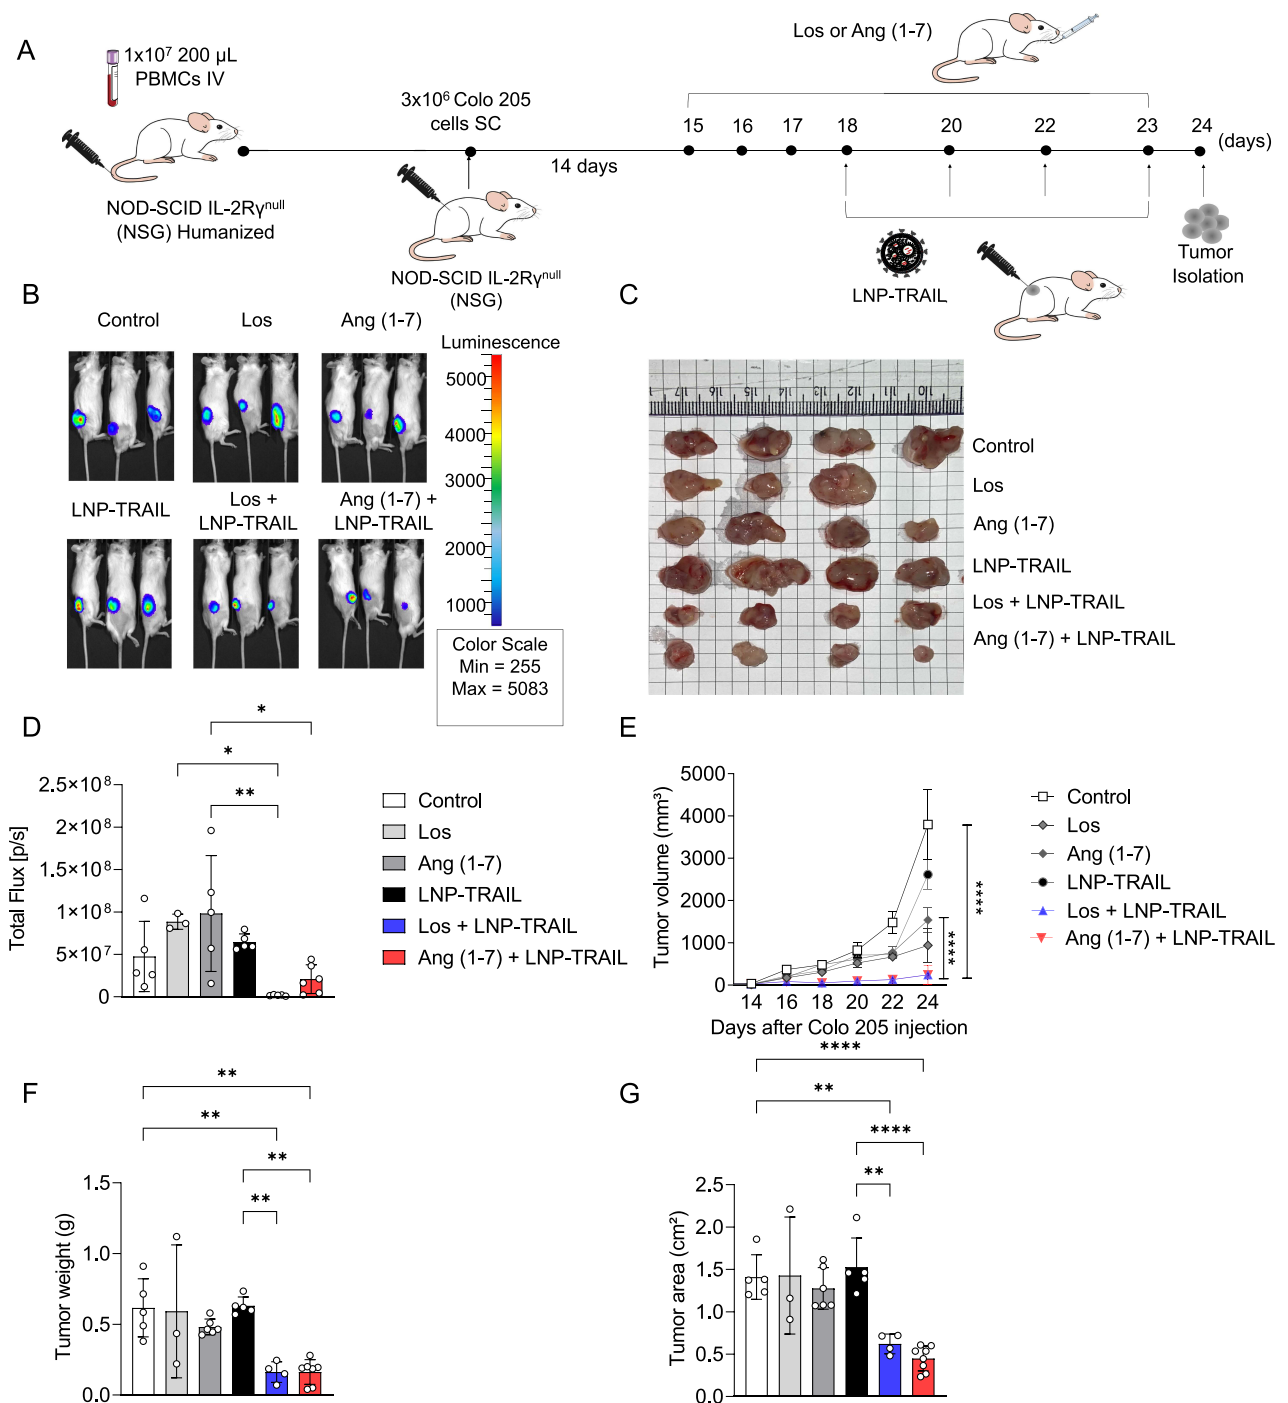 A
1x10⁷ 200 µL
PBMCs IV
NOD-SCID IL-2Rγⁿᵘˡˡ
(NSG) Humanized
3x10⁶ Colo 205
cells SC
14 days
NOD-SCID IL-2Rγⁿᵘˡˡ
(NSG)
Los or Ang (1-7)
15 16 17 18 20 22 23 24 (days)
LNP-TRAIL
Tumor
Isolation
B
Control Los Ang (1-7)
LNP-TRAIL
Los +
LNP-TRAIL
Ang (1-7) +
LNP-TRAIL
Luminescence
5000
4000
3000
2000
1000
Color Scale
Min = 255
Max = 5083
C
Control
Los
Ang (1-7)
LNP-TRAIL
Los + LNP-TRAIL
Ang (1-7) + LNP-TRAIL
D
*
*
**
Total Flux [p/s]
2.5×10⁸
2×10⁸
1.5×10⁸
1×10⁸
5×10⁷
0
Control
Los
Ang (1-7)
LNP-TRAIL
Los + LNP-TRAIL
Ang (1-7) + LNP-TRAIL
E
Tumor volume (mm³)
5000
4000
3000
2000
1000
0
14 16 18 20 22 24
Days after Colo 205 injection
****
****
Control
Los
Ang (1-7)
LNP-TRAIL
Los + LNP-TRAIL
Ang (1-7) + LNP-TRAIL
F
**
**
**
**
Tumor weight (g)
1.5
1.0
0.5
0.0
G
****
**
****
**
Tumor area (cm²)
2.5
2.0
1.5
1.0
0.5
0.0